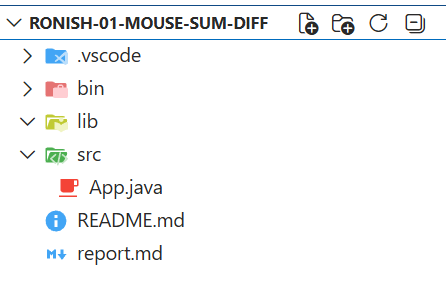 RONISH-01-MOUSE-SUM-DIFF
.vscode
bin
lib
src
App.java
README.md
report.md